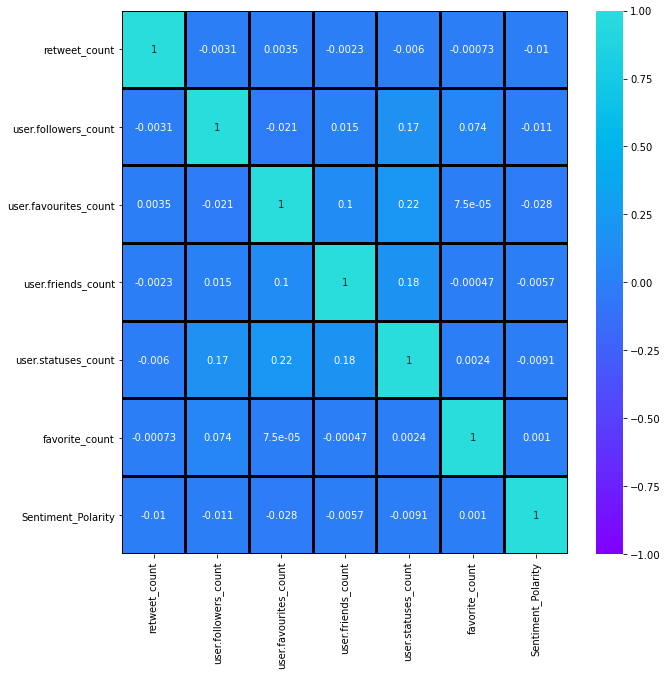 retweet_count 1 -0.0031 0.0035 -0.0023 -0.006 -0.00073 -0.01
user.followers_count -0.0031 1 -0.021 0.015 0.17 0.074 -0.011
user.favourites_count 0.0035 -0.021 1 0.1 0.22 7.5e-05 -0.028
user.friends_count -0.0023 0.015 0.1 1 0.18 -0.00047 -0.0057
user.statuses_count -0.006 0.17 0.22 0.18 1 0.0024 -0.0091
favorite_count -0.00073 0.074 7.5e-05 -0.00047 0.0024 1 0.001
Sentiment_Polarity -0.01 -0.011 -0.028 -0.0057 -0.0091 0.001 1
retweet_count
user.followers_count
user.favourites_count
user.friends_count
user.statuses_count
favorite_count
Sentiment_Polarity
1.00
0.75
0.50
0.25
0.00
−0.25
−0.50
−0.75
−1.00